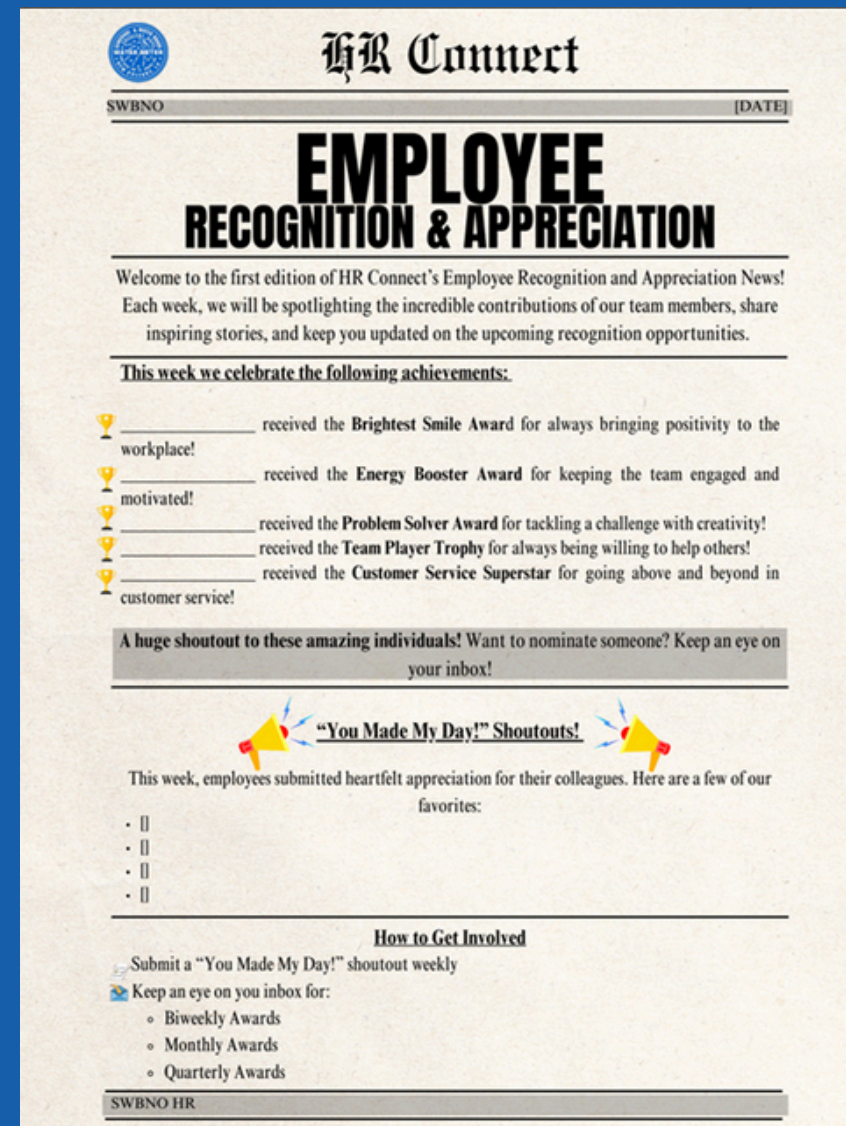 WATER METER
HR Connect
SWBNO [DATE]
EMPLOYEE
RECOGNITION & APPRECIATION
Welcome to the first edition of HR Connect's Employee Recognition and Appreciation News!
Each week, we will be spotlighting the incredible contributions of our team members, share
inspiring stories, and keep you updated on the upcoming recognition opportunities.
This week we celebrate the following achievements:
_______________ received the Brightest Smile Award for always bringing positivity to the
workplace!
_______________ received the Energy Booster Award for keeping the team engaged and
motivated!
_______________ received the Problem Solver Award for tackling a challenge with creativity!
_______________ received the Team Player Trophy for always being willing to help others!
_______________ received the Customer Service Superstar for going above and beyond in
customer service!
A huge shoutout to these amazing individuals! Want to nominate someone? Keep an eye on
your inbox!
“You Made My Day!” Shoutouts!
This week, employees submitted heartfelt appreciation for their colleagues. Here are a few of our
favorites:
• []
• []
• []
• []
How to Get Involved
Submit a “You Made My Day!” shoutout weekly
Keep an eye on you inbox for:
◦ Biweekly Awards
◦ Monthly Awards
◦ Quarterly Awards
SWBNO HR